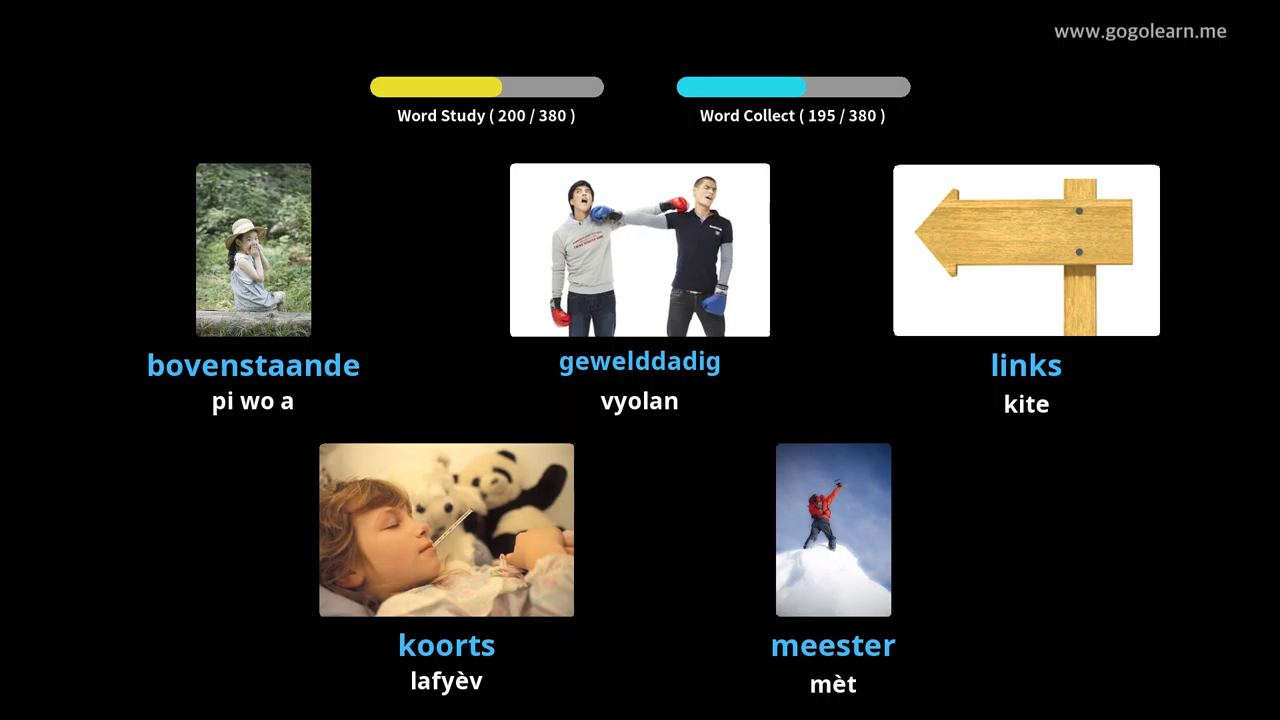 www.gogolearn.me
Word Study ( 200 / 380 )
Word Collect ( 195 / 380 )
bovenstaande
pi wo a
gewelddadig
vyolan
links
kite
koorts
lafyèv
meester
mèt